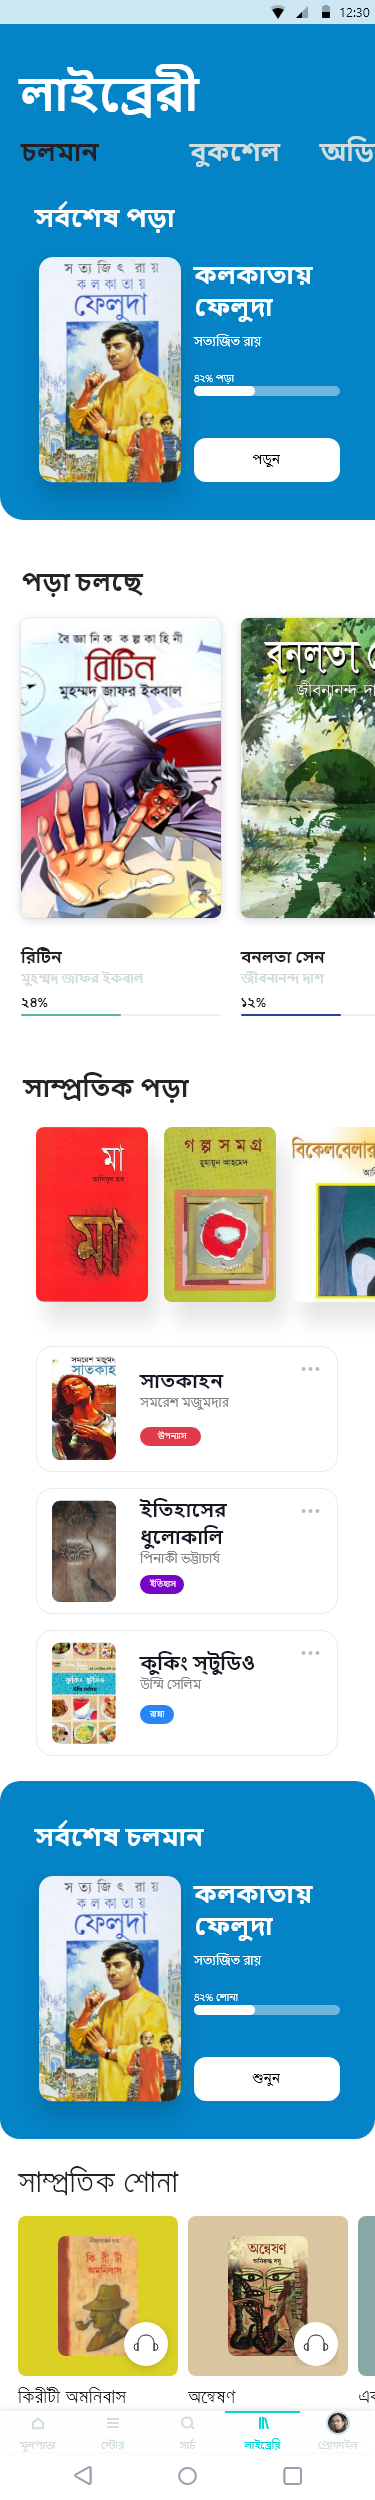 12:30
লাইব্রেরী
চলমান বুকশেল অডি
সর্বশেষ পড়া
সত্যজিৎ রায়
কলকাতায়
ফেলুদা
কলকাতায়
ফেলুদা
সত্যজিত রায়
৪২% পড়া
পড়ুন
পড়া চলছে
বৈজ্ঞানিক কল্পকাহিনী
রিটিন
মুহম্মদ জাফর ইকবাল
বনলতা
জীবনানন্দ দা
রিটিন
মুহম্মদ জাফর ইকবাল
২৪%
বনলতা সেন
জীবনানন্দ দাশ
১২%
সাম্প্রতিক পড়া
মা
আনিসুল হক
মা
গল্পসমগ্র
হুমায়ূন আহমেদ
বিকেলবেলার
সমরেশ মজুমদ
সাতকাহ
সাতকাহন
সমরেশ মজুমদার
উপন্যাস
ইতিহাসের
ধুলোকালি
পিনাকী ভট্টাচার্য
ইতিহাস
কুকিং স্টুডিও
উম্মি সেলিম
কুকিং স্টুডিও
উম্মি সেলিম
রান্না
সর্বশেষ চলমান
সত্যজিৎ রায়
কলকাতায়
ফেলুদা
কলকাতায়
ফেলুদা
সত্যজিত রায়
৪২% শোনা
শুনুন
সাম্প্রতিক শোনা
কিরীটী
অমনিবাস
অন্বেষণ
কিরীটী অমনিবাস
অন্বেষণ
এক
মুলপাতা স্টোর সার্চ লাইব্রেরি প্রোফাইল